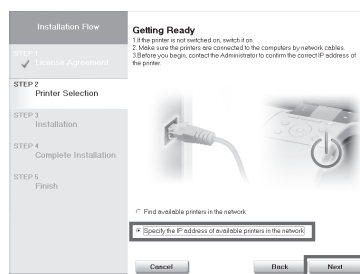 Installation Flow
STEP 1
License Agreement
STEP 2
Printer Selection
STEP 3
Installation
STEP 4
Complete Installation
STEP 5
Finish
Getting Ready
1.If the printer is not switched on, switch it on.
2. Make sure the printers are connected to the computers by network cables.
3.Before you begin, contact the Administrator to confirm the correct IP address of
the printer.
Find available printers in the network
Specify the IP address of available printers in the network
Cancel
Back
Next